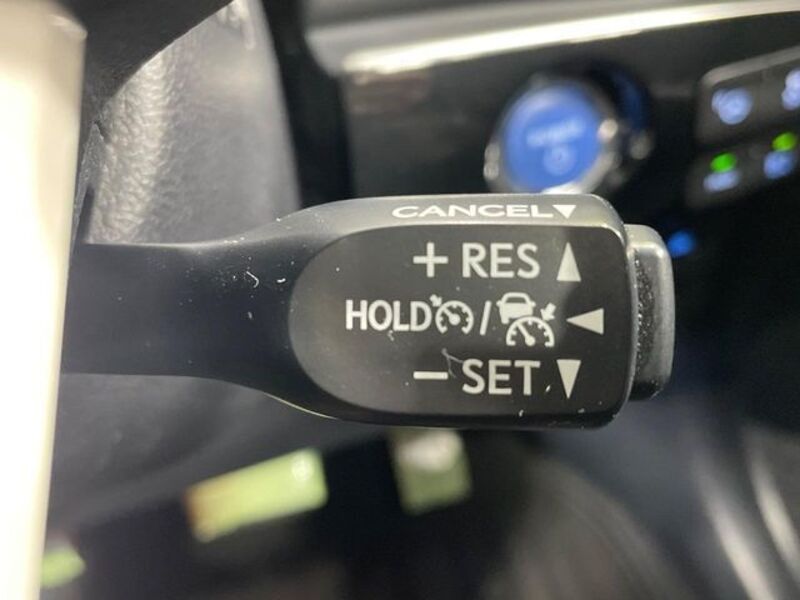 CANCEL▼
+ RES ▲
HOLD / ◀
− SET ▼